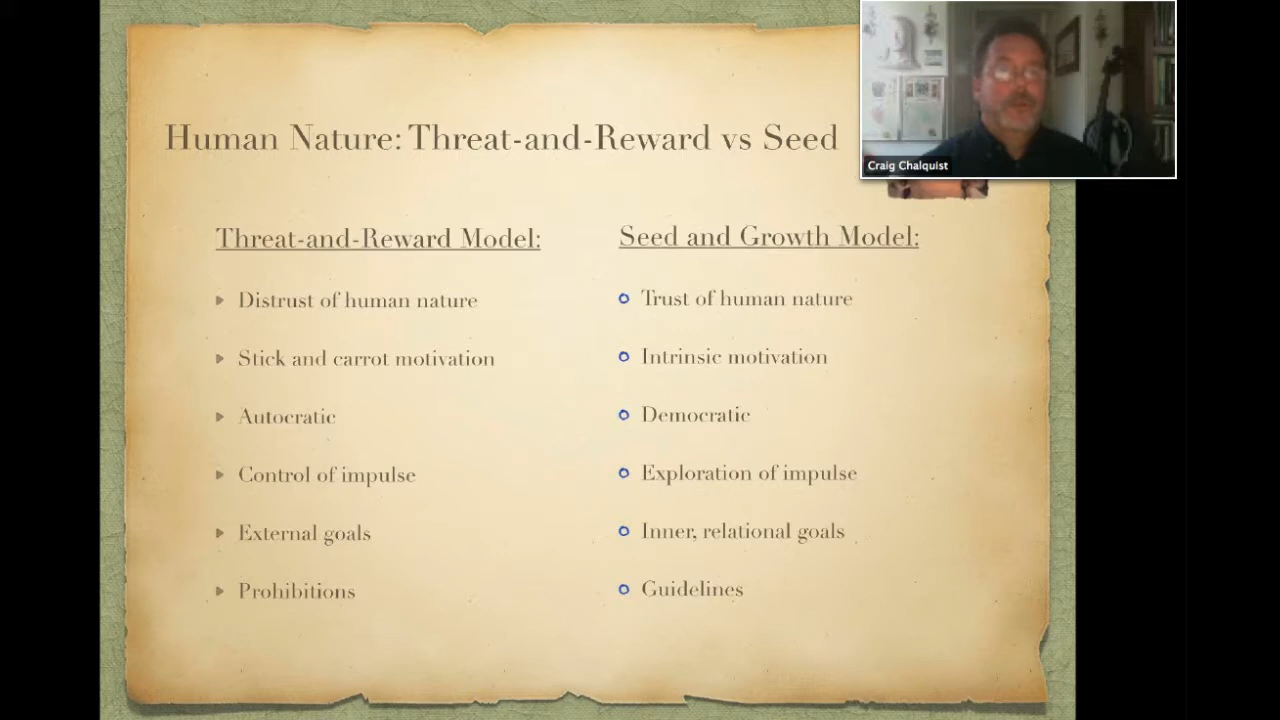 Human Nature: Threat-and-Reward vs Seed
Craig Chalquist
Threat-and-Reward Model:
Distrust of human nature
Stick and carrot motivation
Autocratic
Control of impulse
External goals
Prohibitions
Seed and Growth Model:
Trust of human nature
Intrinsic motivation
Democratic
Exploration of impulse
Inner, relational goals
Guidelines